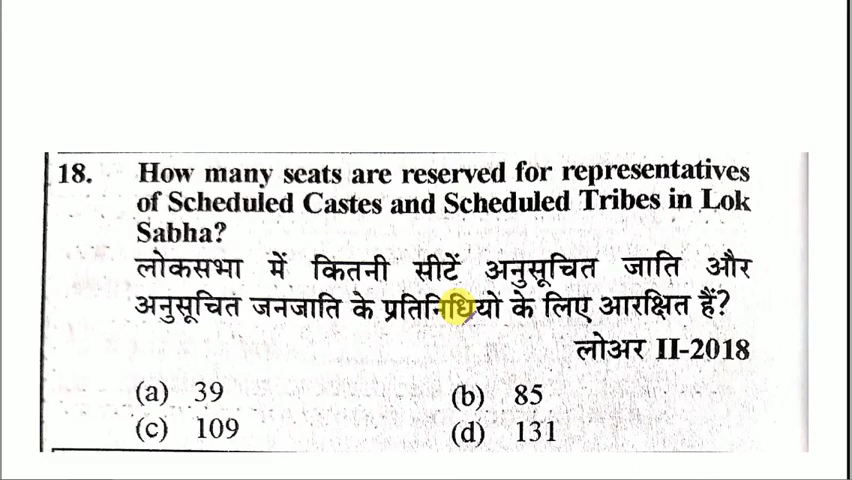 18. How many seats are reserved for representatives
of Scheduled Castes and Scheduled Tribes in Lok
Sabha?
लोकसभा में कितनी सीटें अनुसूचित जाति और
अनुसूचित जनजाति के प्रतिनिधियो के लिए आरक्षित हैं?
लोअर II-2018
(a) 39 (b) 85
(c) 109 (d) 131